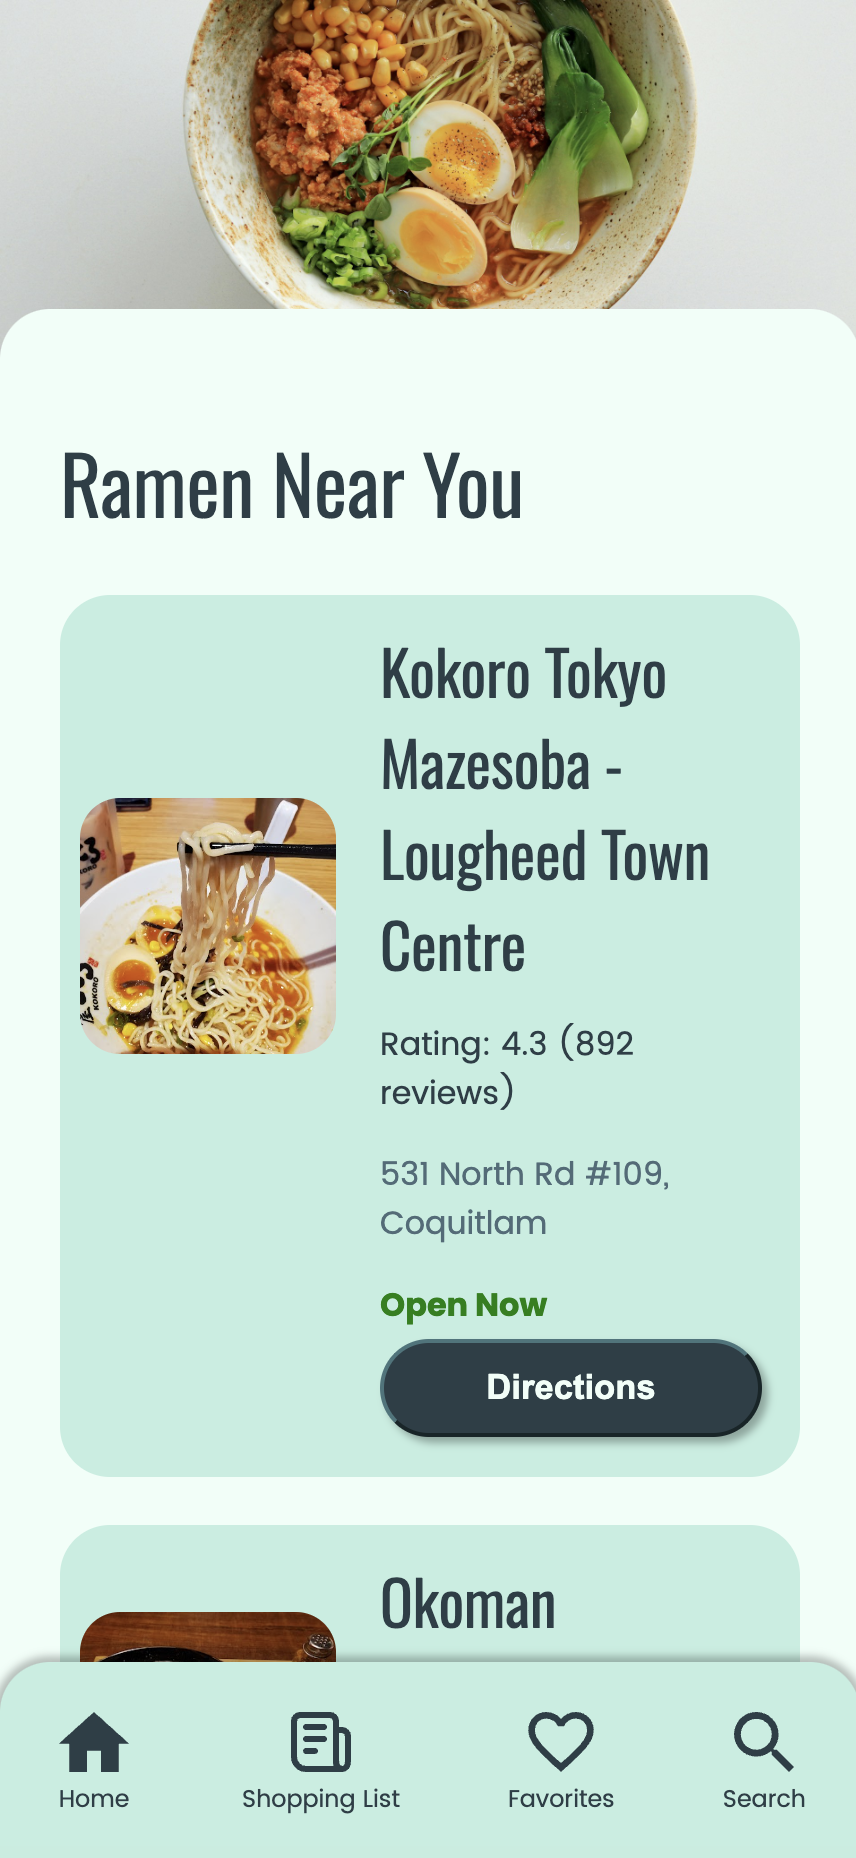 Ramen Near You
Kokoro Tokyo
Mazesoba -
Lougheed Town
Centre
KOKORO
Rating: 4.3 (892
reviews)
531 North Rd #109,
Coquitlam
Open Now
Directions
Okoman
Home
Shopping List
Favorites
Search